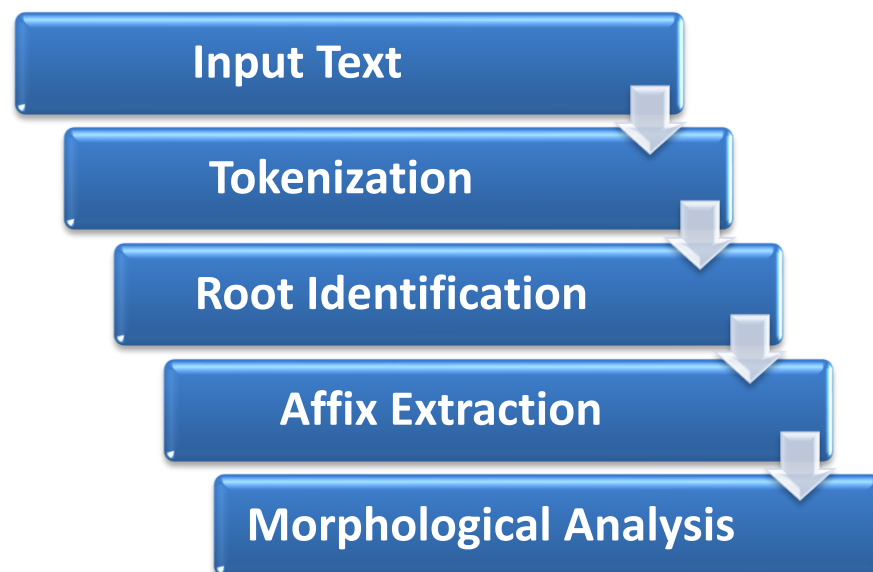 Input Text
Tokenization
Root Identification
Affix Extraction
Morphological Analysis